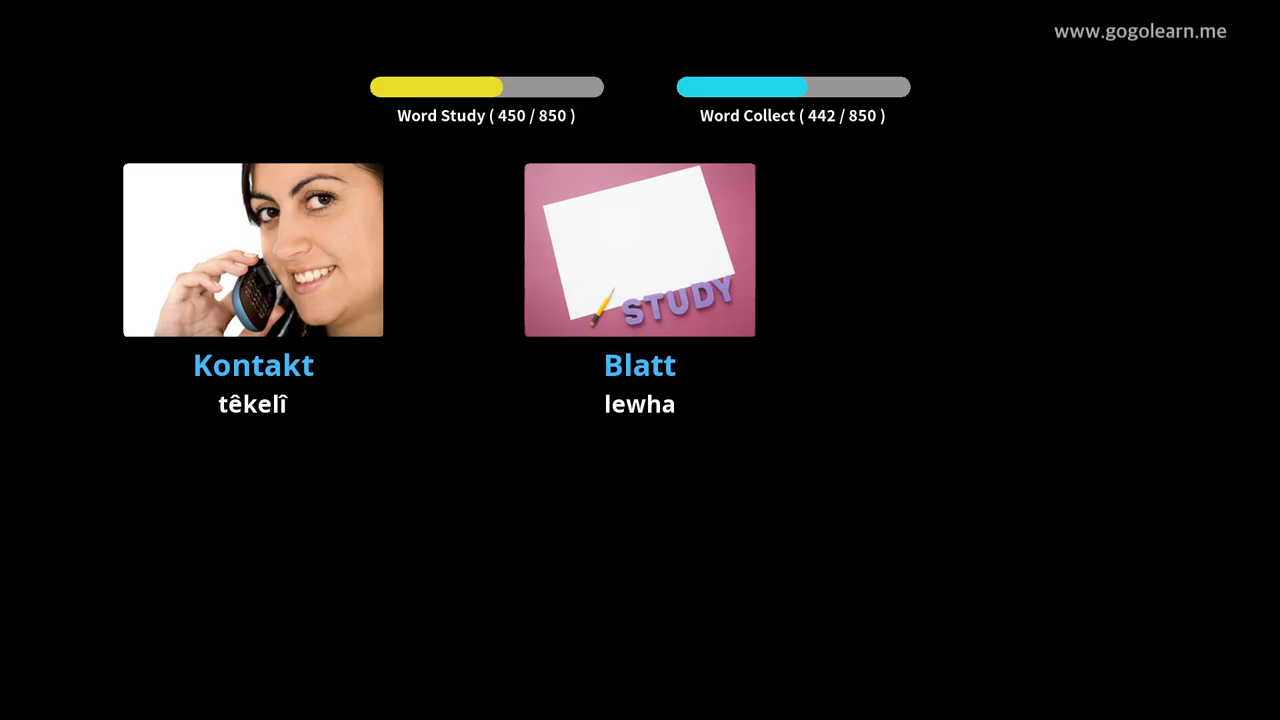 www.gogolearn.me
Word Study ( 450 / 850 )
Word Collect ( 442 / 850 )
STUDY
Kontakt
têkelî
Blatt
lewha